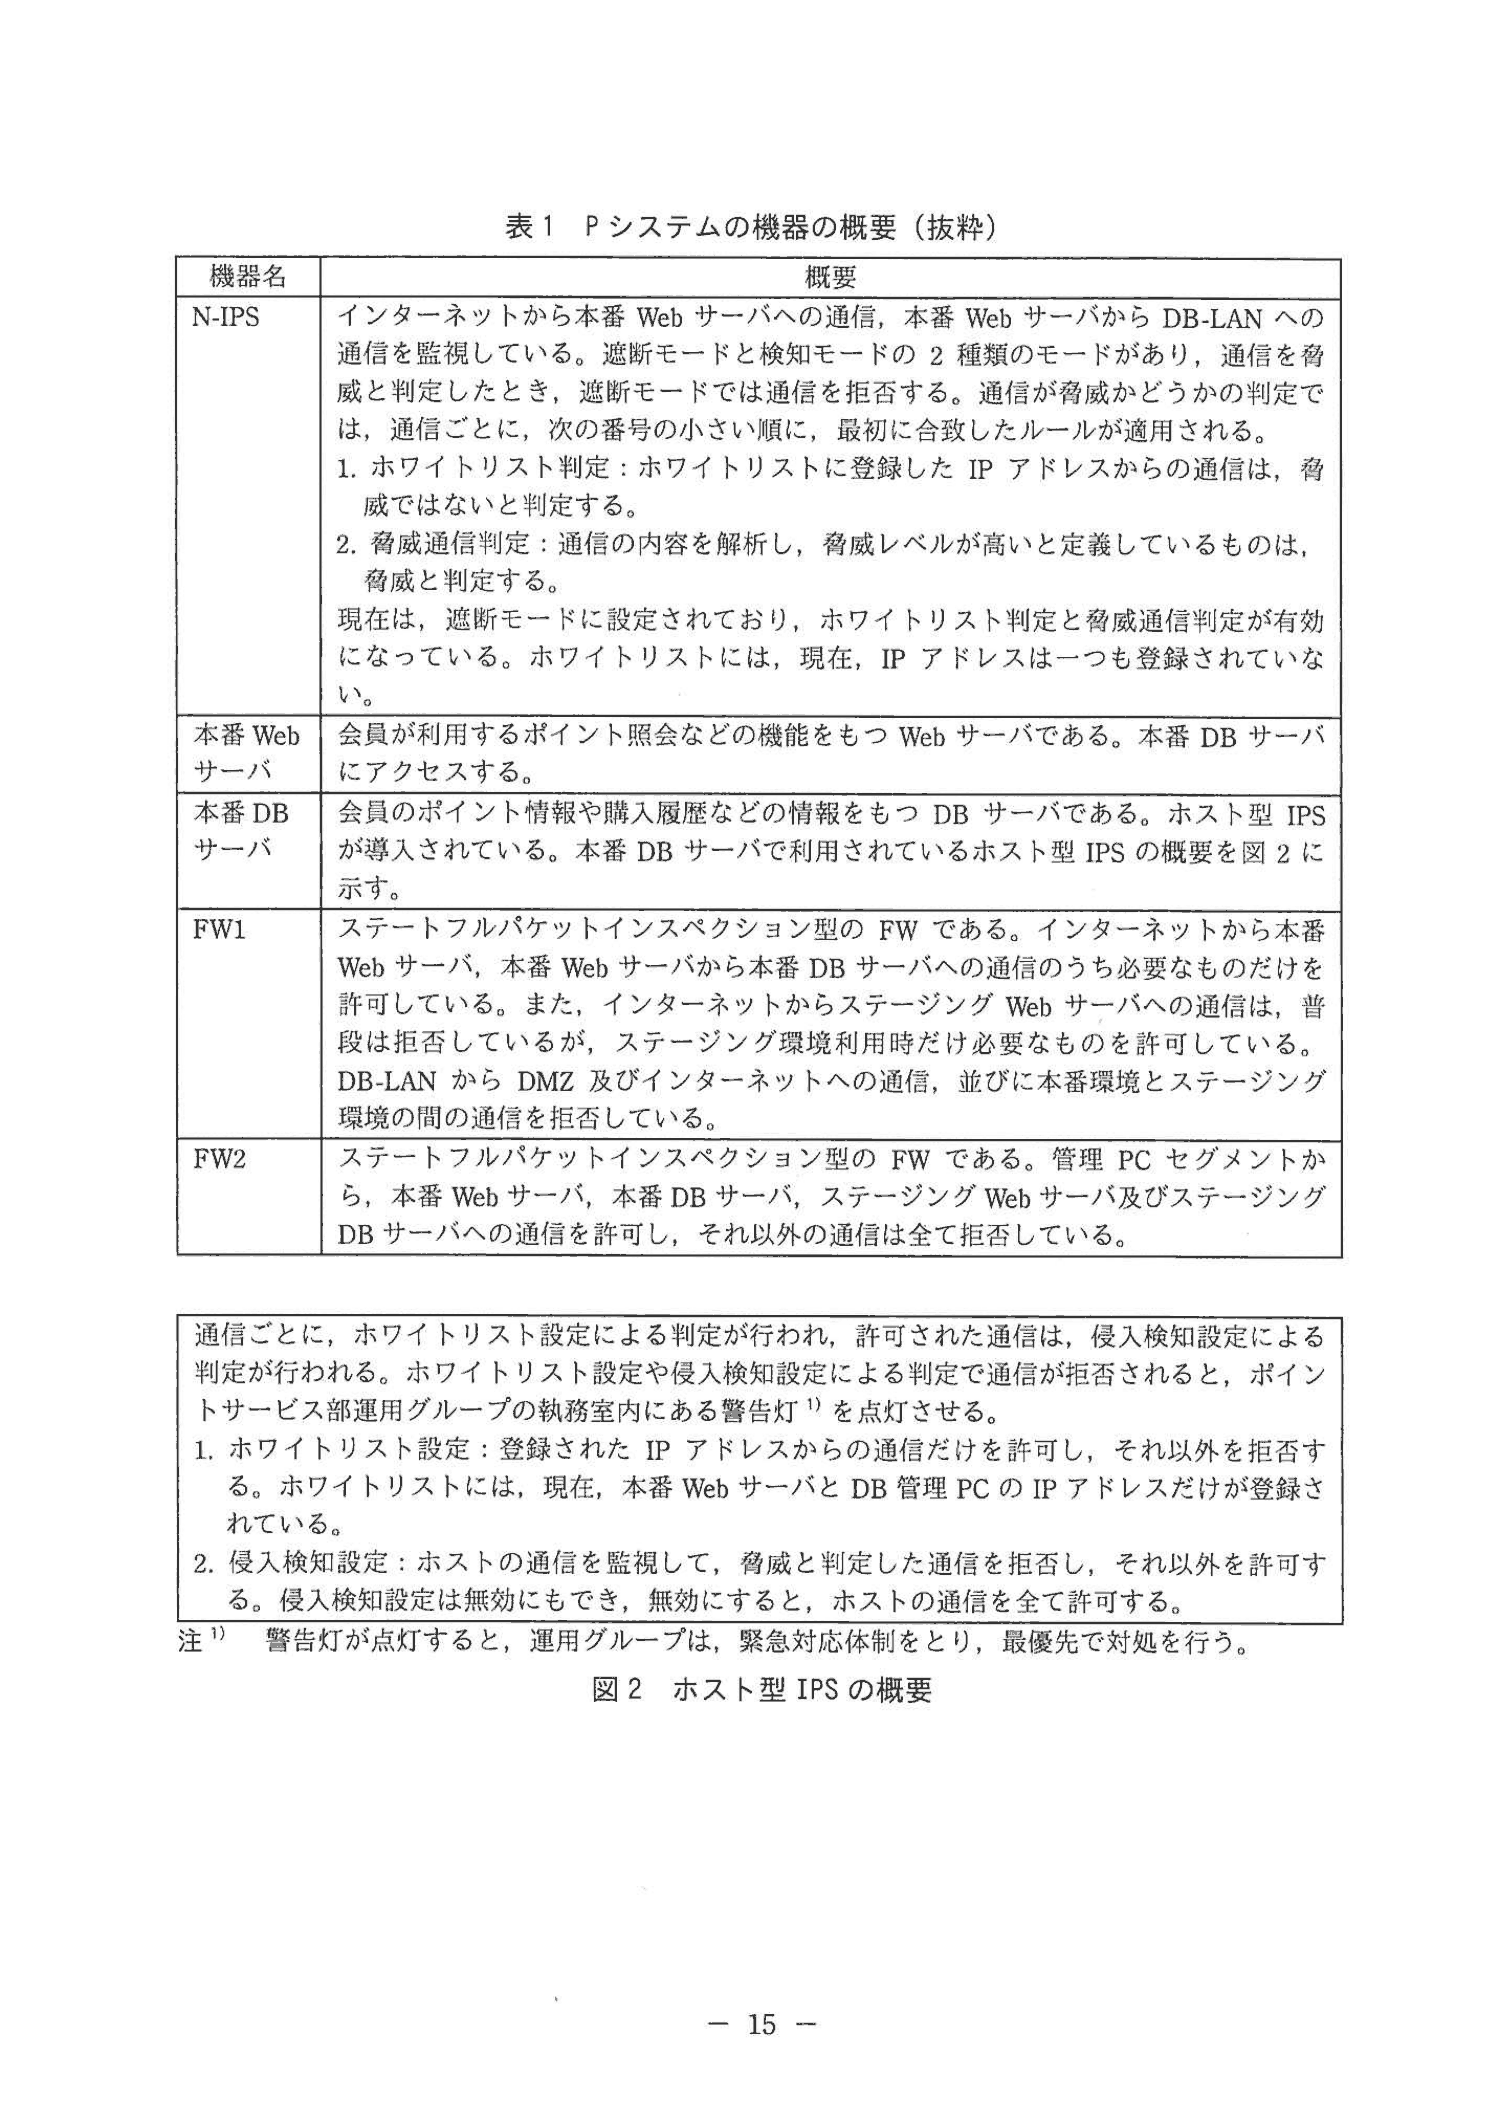 表1　Pシステムの機器の概要（抜粋）
機器名
概要
N-IPS
インターネットから本番 Web サーバへの通信，本番 Web サーバから DB-LAN への
通信を監視している。遮断モードと検知モードの 2 種類のモードがあり，通信を脅
威と判定したとき，遮断モードでは通信を拒否する。通信が脅威かどうかの判定で
は，通信ごとに，次の番号の小さい順に，最初に合致したルールが適用される。
1. ホワイトリスト判定：ホワイトリストに登録した IP アドレスからの通信は，脅
威ではないと判定する。
2. 脅威通信判定：通信の内容を解析し，脅威レベルが高いと定義しているものは，
脅威と判定する。
現在は，遮断モードに設定されており，ホワイトリスト判定と脅威通信判定が有効
になっている。ホワイトリストには，現在，IP アドレスは一つも登録されていな
い。
本番 Web
サーバ
会員が利用するポイント照会などの機能をもつ Web サーバである。本番 DB サーバ
にアクセスする。
本番 DB
サーバ
会員のポイント情報や購入履歴などの情報をもつ DB サーバである。ホスト型 IPS
が導入されている。本番 DB サーバで利用されているホスト型 IPS の概要を図 2 に
示す。
FW1
ステートフルパケットインスペクション型の FW である。インターネットから本番
Web サーバ，本番 Web サーバから本番 DB サーバへの通信のうち必要なものだけを
許可している。また，インターネットからステージング Web サーバへの通信は，普
段は拒否しているが，ステージング環境利用時だけ必要なものを許可している。
DB-LAN から DMZ 及びインターネットへの通信，並びに本番環境とステージング
環境の間の通信を拒否している。
FW2
ステートフルパケットインスペクション型の FW である。管理 PC セグメントか
ら，本番 Web サーバ，本番 DB サーバ，ステージング Web サーバ及びステージング
DB サーバへの通信を許可し，それ以外の通信は全て拒否している。
通信ごとに，ホワイトリスト設定による判定が行われ，許可された通信は，侵入検知設定による
判定が行われる。ホワイトリスト設定や侵入検知設定による判定で通信が拒否されると，ポイン
トサービス部運用グループの執務室内にある警告灯1)を点灯させる。
1. ホワイトリスト設定：登録された IP アドレスからの通信だけを許可し，それ以外を拒否す
る。ホワイトリストには，現在，本番 Web サーバと DB 管理 PC の IP アドレスだけが登録さ
れている。
2. 侵入検知設定：ホストの通信を監視して，脅威と判定した通信を拒否し，それ以外を許可す
る。侵入検知設定は無効にもでき，無効にすると，ホストの通信を全て許可する。
注1)　警告灯が点灯すると，運用グループは，緊急対応体制をとり，最優先で対処を行う。
図2　ホスト型 IPS の概要
－ 15 －